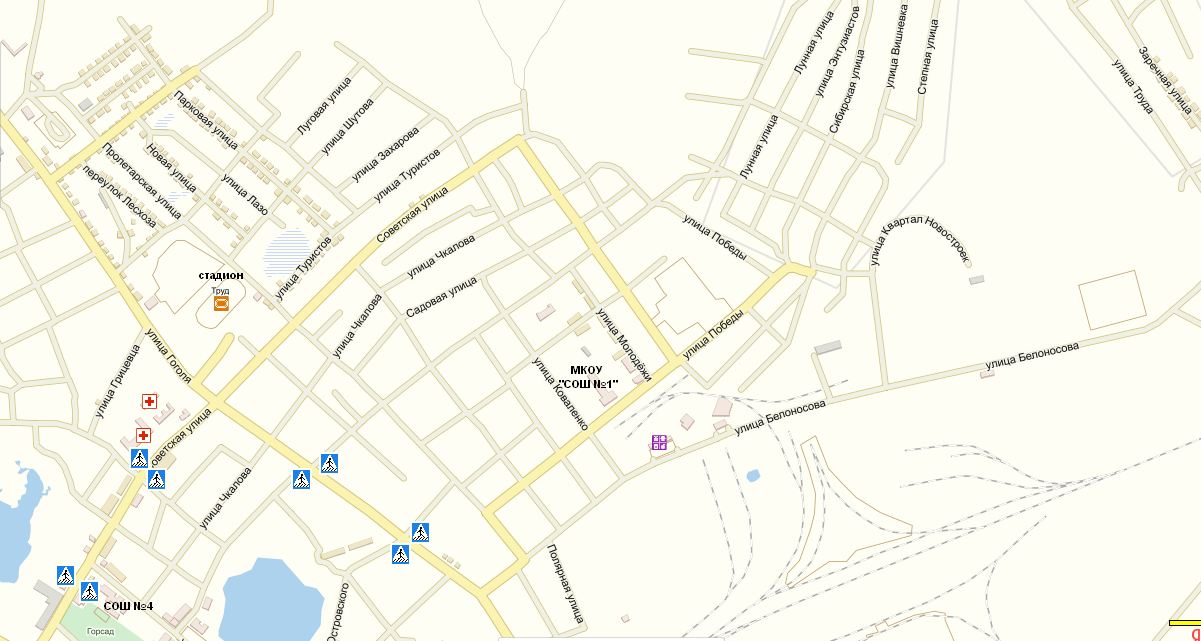 Лунная улица
улица Энтузиастов
Сибирская улица
улица Вишневка
Степная улица
Заречная улица
улица Труда
Луговая улица
улица Шутова
улица Захарова
улица Туристов
Советская улица
Парковая улица
Пролетарская улица
Новая улица
переулок Лесхоза
улица Лазо
Лунная улица
улица Победы
улица Квартал Новостроек
улица Чкалова
Садовая улица
улица Туристов
стадион
Труд
улица Чкалова
улица Гоголя
улица Грицевца
улица Молодёжи
улица Победы
МКОУ
"СОШ №1"
улица Коваленко
улица Белоносова
улица Белоносова
советская улица
улица Чкалова
Полярная улица
Островского
СОШ №4
Горсад